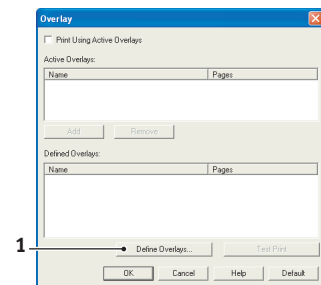 Overlay
Print Using Active Overlays
Active Overlays:
Name Pages
Add Remove
Defined Overlays:
Name Pages
1 Define Overlays... Test Print
OK Cancel Help Default